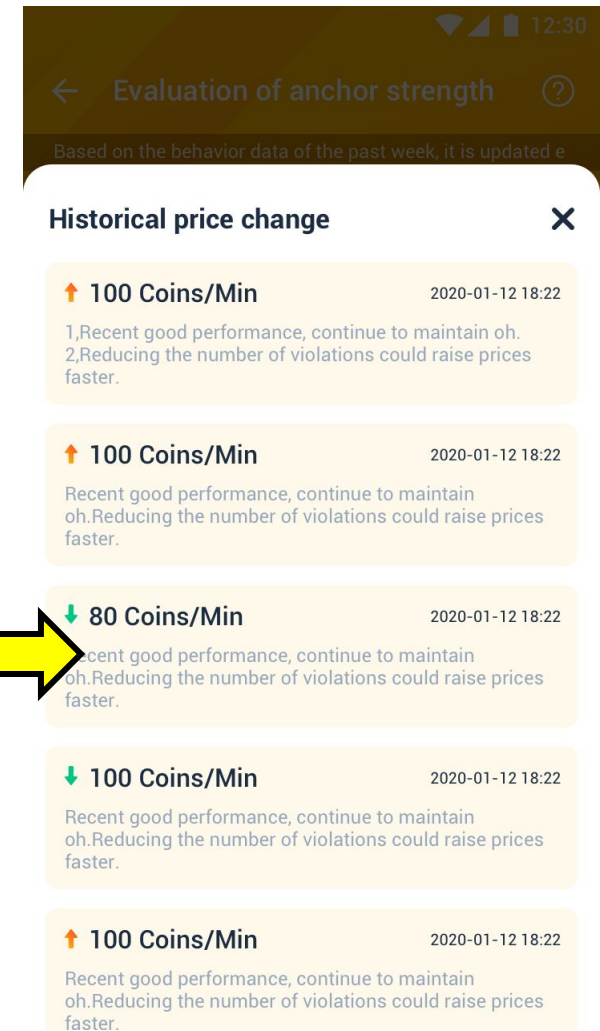 12:30
Evaluation of anchor strength
Based on the behavior data of the past week, it is updated e
Historical price change
100 Coins/Min 2020-01-12 18:22
1,Recent good performance, continue to maintain oh.
2,Reducing the number of violations could raise prices
faster.
100 Coins/Min 2020-01-12 18:22
Recent good performance, continue to maintain
oh.Reducing the number of violations could raise prices
faster.
80 Coins/Min 2020-01-12 18:22
good performance, continue to maintain
oh.Reducing the number of violations could raise prices
faster.
100 Coins/Min 2020-01-12 18:22
Recent good performance, continue to maintain
oh.Reducing the number of violations could raise prices
faster.
100 Coins/Min 2020-01-12 18:22
Recent good performance, continue to maintain
oh.Reducing the number of violations could raise prices
faster.